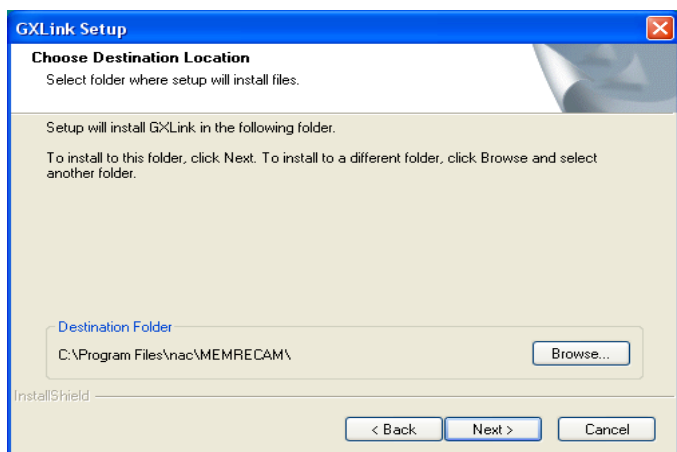 GXLink Setup
Choose Destination Location
Select folder where setup will install files.
Setup will install GXLink in the following folder.
To install to this folder, click Next. To install to a different folder, click Browse and select
another folder.
Destination Folder
C:\Program Files\nac\MEMRECAM\
Browse...
InstallShield
< Back
Next >
Cancel